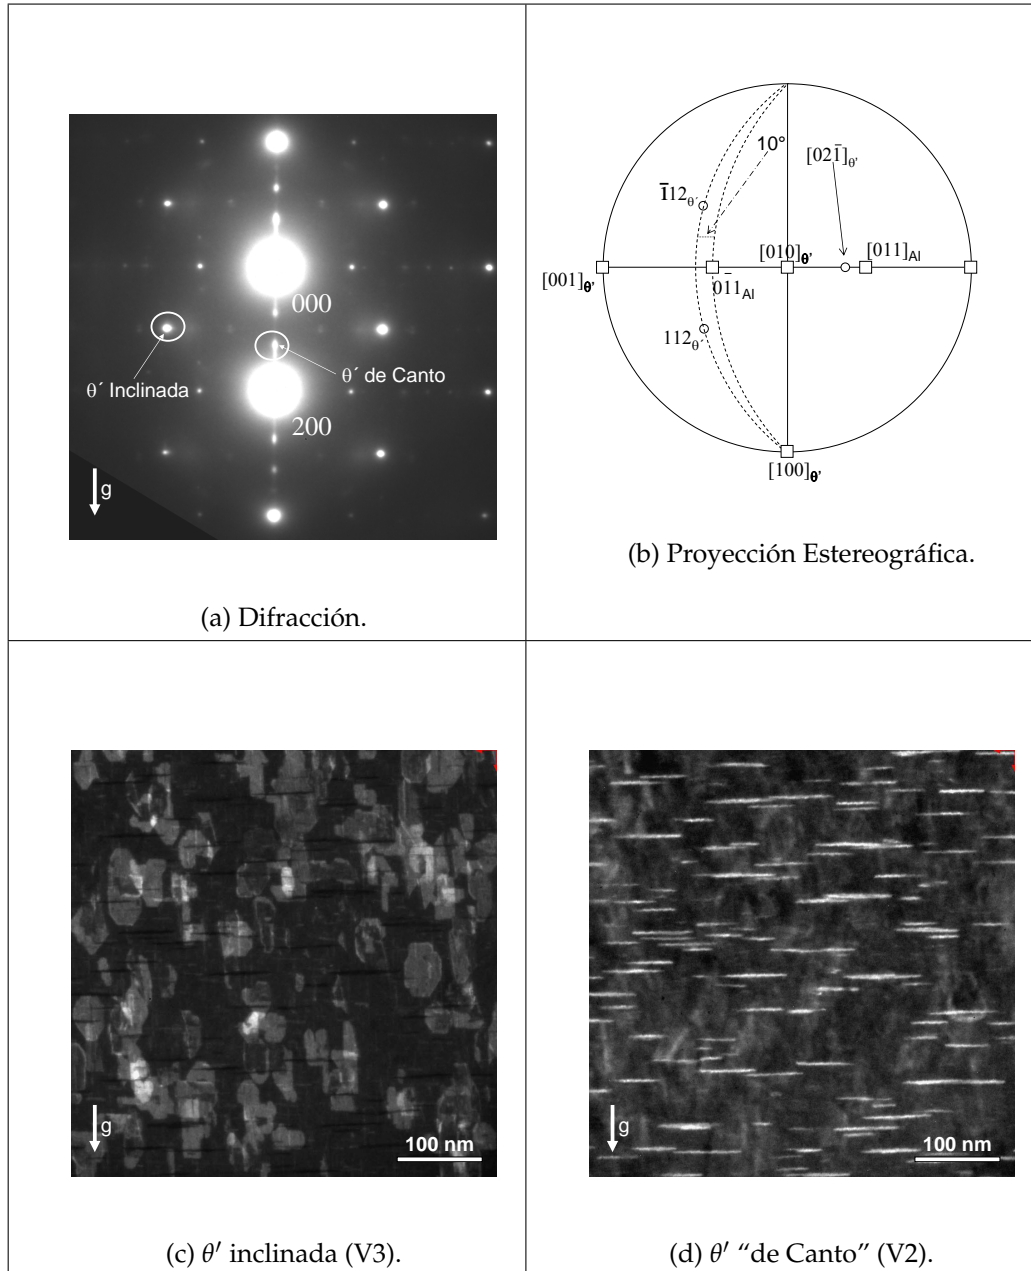 000
θ´ Inclinada
θ´ de Canto
200
g
(a) Difracción.
10°
[021̅]θ'
1̅12θ´
[001]θ'
[010]θ'
[011]Al
01̅1Al
112θ´
[100]θ'
(b) Proyección Estereográfica.
g
100 nm
(c) θ′ inclinada (V3).
g
100 nm
(d) θ′ “de Canto” (V2).